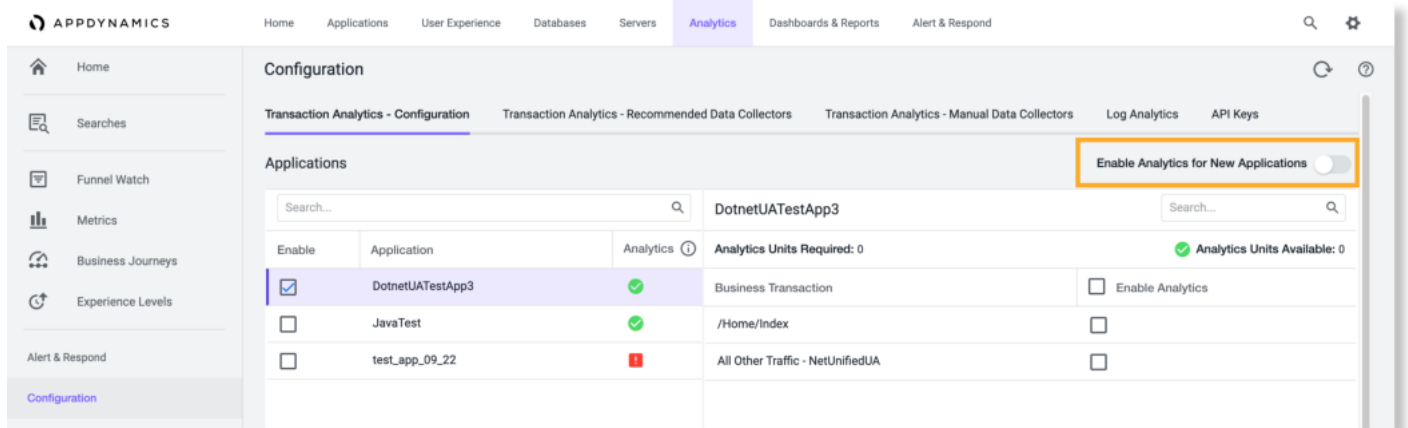 APPDYNAMICS
Home Applications User Experience Databases Servers Analytics Dashboards & Reports Alert & Respond
Home
Searches
Funnel Watch
Metrics
Business Journeys
Experience Levels
Alert & Respond
Configuration
Configuration
Transaction Analytics - Configuration Transaction Analytics - Recommended Data Collectors Transaction Analytics - Manual Data Collectors Log Analytics API Keys
Applications
Enable Analytics for New Applications
Search...
Enable Application Analytics
DotnetUATestApp3
JavaTest
test_app_09_22
DotnetUATestApp3
Search...
Analytics Units Required: 0 Analytics Units Available: 0
Business Transaction Enable Analytics
/Home/Index
All Other Traffic - NetUnifiedUA